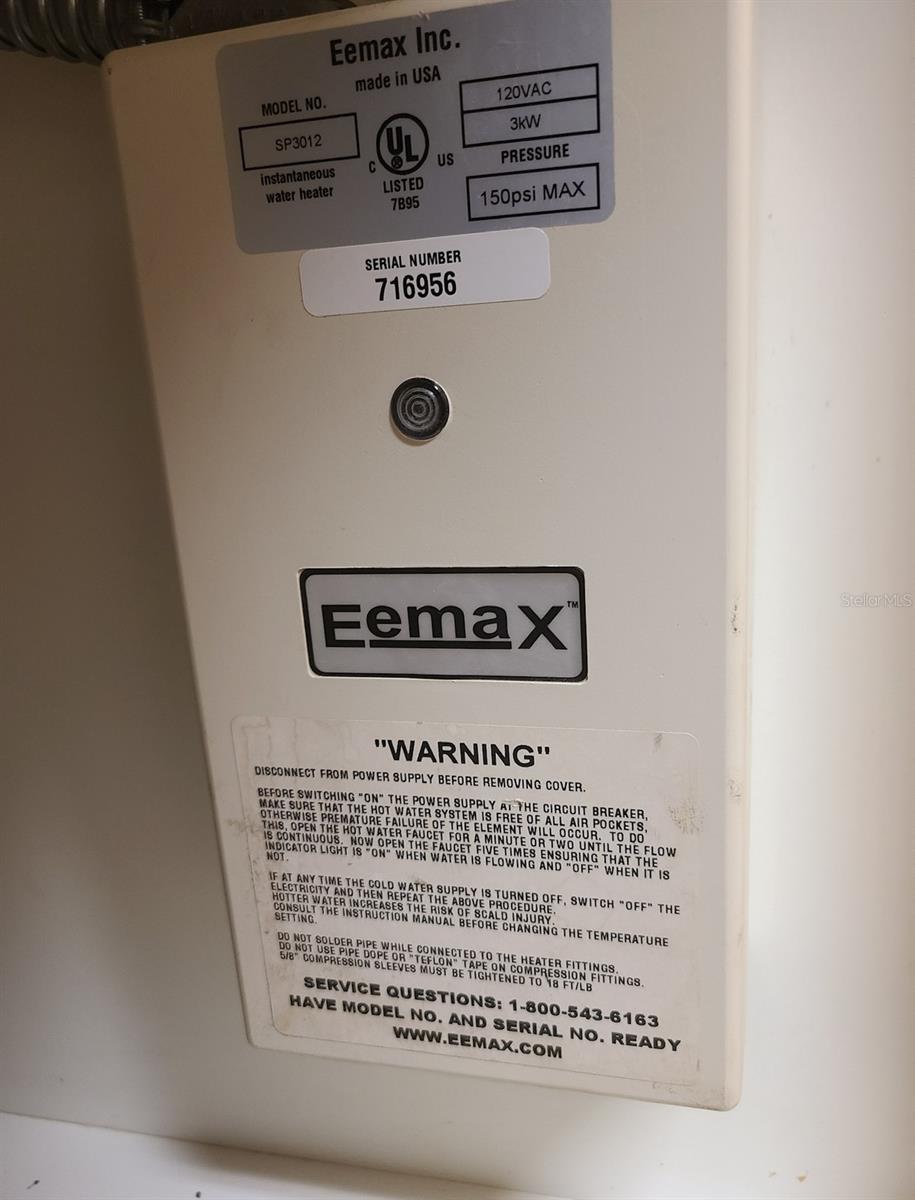 Eemax Inc.
made in USA
MODEL NO.
SP3012
instantaneous
water heater
C UL US
LISTED
7B95
120VAC
3kW
PRESSURE
150psi MAX
SERIAL NUMBER
716956
Eemax™
StellarMLS
"WARNING"
DISCONNECT FROM POWER SUPPLY BEFORE REMOVING COVER.
BEFORE SWITCHING "ON" THE POWER SUPPLY AT THE CIRCUIT BREAKER,
MAKE SURE THAT THE HOT WATER SYSTEM IS FREE OF ALL AIR POCKETS,
OTHERWISE PREMATURE FAILURE OF THE ELEMENT WILL OCCUR. TO DO
THIS, OPEN THE HOT WATER FAUCET FOR A MINUTE OR TWO UNTIL THE FLOW
IS CONTINUOUS. NOW OPEN THE FAUCET FIVE TIMES ENSURING THAT THE
INDICATOR LIGHT IS "ON" WHEN WATER IS FLOWING AND "OFF" WHEN IT IS
NOT.
IF AT ANY TIME THE COLD WATER SUPPLY IS TURNED OFF, SWITCH "OFF" THE
ELECTRICITY AND THEN REPEAT THE ABOVE PROCEDURE.
HOTTER WATER INCREASES THE RISK OF SCALD INJURY.
CONSULT THE INSTRUCTION MANUAL BEFORE CHANGING THE TEMPERATURE
SETTING.
DO NOT SOLDER PIPE WHILE CONNECTED TO THE HEATER FITTINGS.
DO NOT USE PIPE DOPE OR "TEFLON" TAPE ON COMPRESSION FITTINGS.
5/8" COMPRESSION SLEEVES MUST BE TIGHTENED TO 18 FT/LB
SERVICE QUESTIONS: 1-800-543-6163
HAVE MODEL NO. AND SERIAL NO. READY
WWW.EEMAX.COM